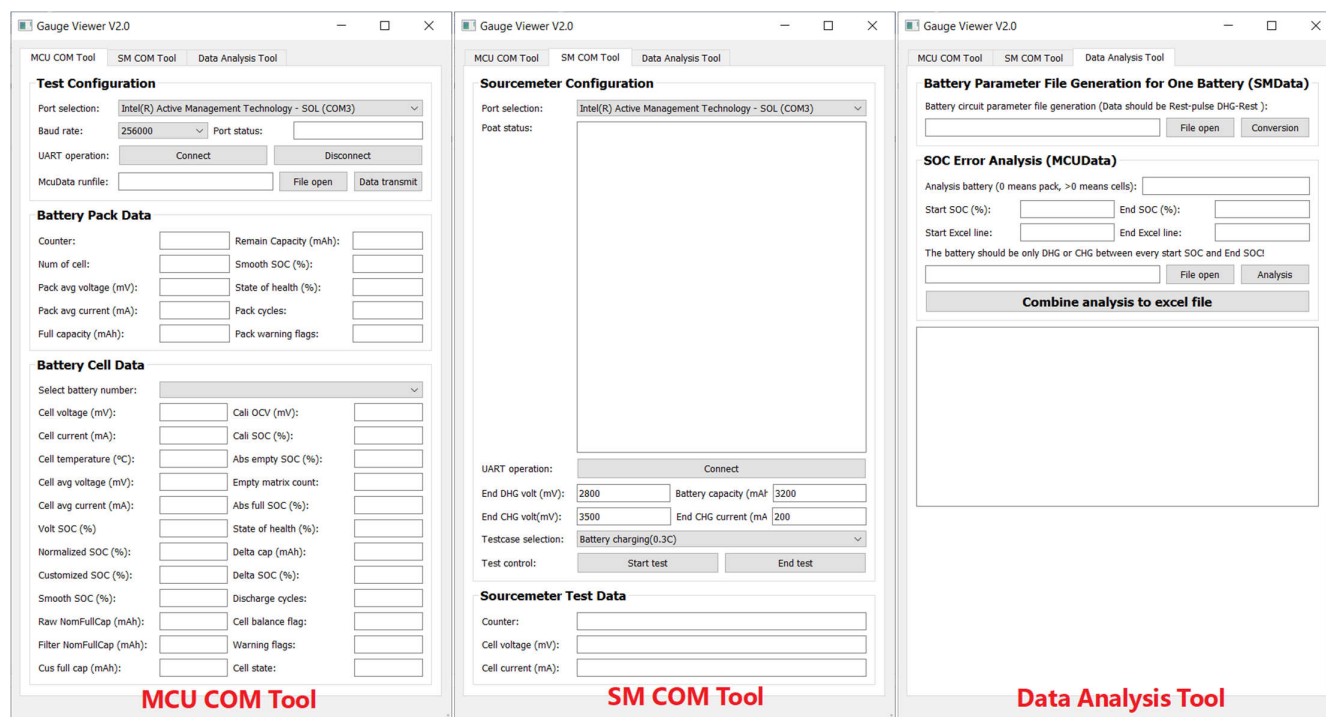 Gauge Viewer V2.0
MCU COM Tool SM COM Tool Data Analysis Tool
Test Configuration
Port selection: Intel(R) Active Management Technology - SOL (COM3)
Baud rate: 256000 Port status:
UART operation: Connect Disconnect
McuData runfile: File open Data transmit
Battery Pack Data
Counter: Remain Capacity (mAh):
Num of cell: Smooth SOC (%):
Pack avg voltage (mV): State of health (%):
Pack avg current (mA): Pack cycles:
Full capacity (mAh): Pack warning flags:
Battery Cell Data
Select battery number:
Cell voltage (mV): Cali OCV (mV):
Cell current (mA): Cali SOC (%):
Cell temperature (ºC): Abs empty SOC (%):
Cell avg voltage (mV): Empty matrix count:
Cell avg current (mA): Abs full SOC (%):
Volt SOC (%) State of health (%):
Normalized SOC (%): Delta cap (mAh):
Customized SOC (%): Delta SOC (%):
Smooth SOC (%): Discharge cycles:
Raw NomFullCap (mAh): Cell balance flag:
Filter NomFullCap (mAh): Warning flags:
Cus full cap (mAh): Cell state:
MCU COM Tool
Gauge Viewer V2.0
MCU COM Tool SM COM Tool Data Analysis Tool
Sourcemeter Configuration
Port selection: Intel(R) Active Management Technology - SOL (COM3)
Poat status:
UART operation: Connect
End DHG volt (mV): 2800 Battery capacity (mAh 3200
End CHG volt(mV): 3500 End CHG current (mA 200
Testcase selection: Battery charging(0.3C)
Test control: Start test End test
Sourcemeter Test Data
Counter:
Cell voltage (mV):
Cell current (mA):
SM COM Tool
Gauge Viewer V2.0
MCU COM Tool SM COM Tool Data Analysis Tool
Battery Parameter File Generation for One Battery (SMData)
Battery circuit parameter file generation (Data should be Rest-pulse DHG-Rest ):
File open Conversion
SOC Error Analysis (MCUData)
Analysis battery (0 means pack, >0 means cells):
Start SOC (%): End SOC (%):
Start Excel line: End Excel line:
The battery should be only DHG or CHG between every start SOC and End SOC!
File open Analysis
Combine analysis to excel file
Data Analysis Tool